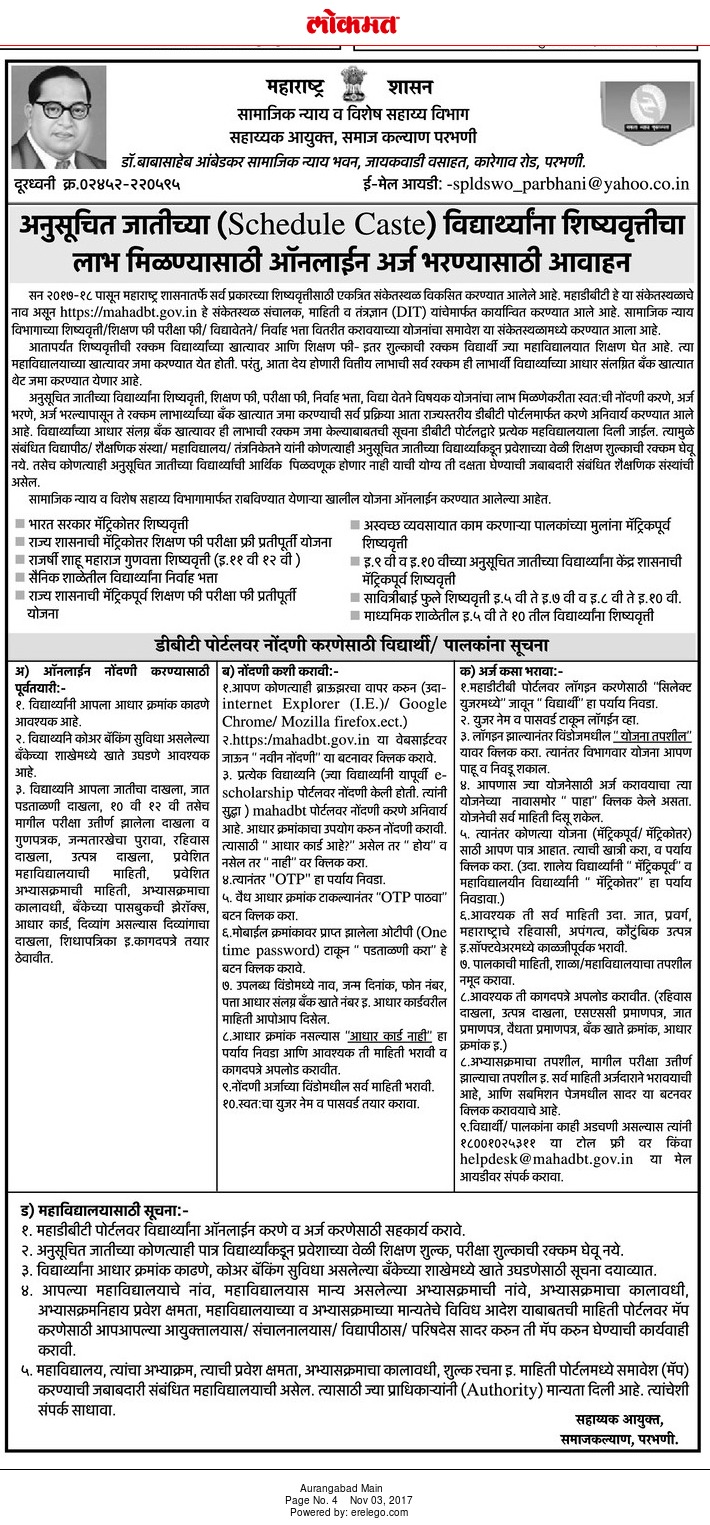 लोकमत
महाराष्ट्र शासन
सामाजिक न्याय व विशेष सहाय्य विभाग
सहाय्यक आयुक्त, समाज कल्याण परभणी
डॉ.बाबासाहेब आंबेडकर सामाजिक न्याय भवन, जायकवाडी वसाहत, कारेगाव रोड, परभणी.
दूरध्वनी क्र.०२४५२-२२०५९५ ई-मेल आयडी: -spldswo_parbhani@yahoo.co.in
अनुसूचित जातीच्या (Schedule Caste) विद्यार्थ्यांना शिष्यवृत्तीचा
लाभ मिळण्यासाठी ऑनलाईन अर्ज भरण्यासाठी आवाहन
सन २०१७-१८ पासून महाराष्ट्र शासनातर्फे सर्व प्रकारच्या शिष्यवृत्तीसाठी एकत्रित संकेतस्थळ विकसित करण्यात आलेले आहे. महाडीबीटी हे या संकेतस्थळाचे
नाव असून https://mahadbt.gov.in हे संकेतस्थळ संचालक, माहिती व तंत्रज्ञान (DIT) यांचेमार्फत कार्यान्वित करण्यात आले आहे. सामाजिक न्याय
विभागाच्या शिष्यवृत्ती/शिक्षण फी परीक्षा फी/ विद्यावेतने/ निर्वाह भत्ता वितरीत करावयाच्या योजनांचा समावेश या संकेतस्थळामध्ये करण्यात आला आहे.
आतापर्यंत शिष्यवृत्तीची रक्कम विद्यार्थ्यांच्या खात्यावर आणि शिक्षण फी- इतर शुल्काची रक्कम विद्यार्थी ज्या महाविद्यालयात शिक्षण घेत आहे. त्या
महाविद्यालयाच्या खात्यावर जमा करण्यात येत होती. परंतु, आता देय होणारी वित्तीय लाभाची सर्व रक्कम ही लाभार्थी विद्यार्थ्याच्या आधार संलग्नित बँक खात्यात
थेट जमा करण्यात येणार आहे.
अनुसूचित जातीच्या विद्यार्थ्यांना शिष्यवृत्ती, शिक्षण फी, परीक्षा फी, निर्वाह भत्ता, विद्या वेतने विषयक योजनांचा लाभ मिळणेकरीता स्वत:ची नोंदणी करणे, अर्ज
भरणे, अर्ज भरल्यापासून ते रक्कम लाभार्थ्यांच्या बँक खात्यात जमा करण्याची सर्व प्रक्रिया आता राज्यस्तरीय डीबीटी पोर्टलमार्फत करणे अनिवार्य करण्यात आले
आहे. विद्यार्थ्यांच्या आधार संलग्न बँक खात्यावर ही लाभाची रक्कम जमा केल्याबाबतची सूचना डीबीटी पोर्टलद्वारे प्रत्येक महविद्यालयाला दिली जाईल. त्यामुळे
संबंधित विद्यापीठ/ शैक्षणिक संस्था/ महाविद्यालय/ तंत्रनिकेतने यांनी कोणत्याही अनुसूचित जातीच्या विद्यार्थ्यांकडून प्रवेशाच्या वेळी शिक्षण शुल्काची रक्कम घेवू
नये. तसेच कोणत्याही अनुसूचित जातीच्या विद्यार्थ्यांची आर्थिक पिळवणूक होणार नाही याची योग्य ती दक्षता घेण्याची जबाबदारी संबंधित शैक्षणिक संस्थांची
असेल.
सामाजिक न्याय व विशेष सहाय्य विभागामार्फत राबविण्यात येणाऱ्या खालील योजना ऑनलाईन करण्यात आलेल्या आहेत.
भारत सरकार मॅट्रिकोत्तर शिष्यवृत्ती
राज्य शासनाची मॅट्रिकोत्तर शिक्षण फी परीक्षा फ्री प्रतीपूर्ती योजना
राजर्षी शाहू महाराज गुणवत्ता शिष्यवृत्ती (इ.११ वी १२ वी )
सैनिक शाळेतील विद्यार्थ्यांना निर्वाह भत्ता
राज्य शासनाची मॅट्रिकपूर्व शिक्षण फी परीक्षा फी प्रतीपूर्ती
योजना
अस्वच्छ व्यवसायात काम करणाऱ्या पालकांच्या मुलांना मॅट्रिकपूर्व
शिष्यवृत्ती
इ.९ वी व इ.१० वीच्या अनुसूचित जातीच्या विद्यार्थ्यांना केंद्र शासनाची
मॅट्रिकपूर्व शिष्यवृत्ती
सावित्रीबाई फुले शिष्यवृत्ती इ.५ वी ते इ.७ वी व इ.८ वी ते इ.१० वी.
माध्यमिक शाळेतील इ.५ वी ते १० तील विद्यार्थ्यांना शिष्यवृत्ती
डीबीटी पोर्टलवर नोंदणी करणेसाठी विद्यार्थी/ पालकांना सूचना
अ) ऑनलाईन नोंदणी करण्यासाठी
पूर्वतयारी:-
१. विद्यार्थ्यांनी आपला आधार क्रमांक काढणे
आवश्यक आहे.
२. विद्यार्थ्याने कोअर बँकिंग सुविधा असलेल्या
बँकेच्या शाखेमध्ये खाते उघडणे आवश्यक
आहे.
३. विद्यार्थ्याने आपला जातीचा दाखला, जात
पडताळणी दाखला, १० वी १२ वी तसेच
मागील परीक्षा उत्तीर्ण झालेला दाखला व
गुणपत्रक, जन्मतारखेचा पुरावा, रहिवास
दाखला, उत्पन्न दाखला, प्रवेशित
महाविद्यालयाची माहिती, प्रवेशित
अभ्यासक्रमाची माहिती, अभ्यासक्रमाचा
कालावधी, बँकेच्या पासबुकची झेरॉक्स,
आधार कार्ड, दिव्यांग असल्यास दिव्यांगाचा
दाखला, शिधापत्रिका इ.कागदपत्रे तयार
ठेवावीत.
ब) नोंदणी कशी करावी:-
१.आपण कोणत्याही ब्राऊझरचा वापर करुन (उदा-
internet Explorer (I.E.)/ Google
Chrome/ Mozilla firefox.ect.)
२.https:/mahadbt.gov.in या वेबसाईटवर
जाऊन “ नवीन नोंदणी” या बटनावर क्लिक करावे.
३. प्रत्येक विद्यार्थ्याने (ज्या विद्यार्थ्यांनी यापूर्वी e-
scholarship पोर्टलवर नोंदणी केली होती. त्यांनी
सुद्धा ) mahadbt पोर्टलवर नोंदणी करणे अनिवार्य
आहे. आधार क्रमांकाचा उपयोग करुन नोंदणी करावी.
त्यासाठी “ आधार कार्ड आहे?” असेल तर “ होय” व
नसेल तर “ नाही” वर क्लिक करा.
४.त्यानंतर "OTP" हा पर्याय निवडा.
५. वैध आधार क्रमांक टाकल्यानंतर “OTP पाठवा”
बटन क्लिक करा.
६.मोबाईल क्रमांकावर प्राप्त झालेला ओटीपी (One
time password) टाकून “ पडताळणी करा” हे
बटन क्लिक करावे.
७. उपलब्ध विंडोमध्ये नाव, जन्म दिनांक, फोन नंबर,
पत्ता आधार संलग्न बँक खाते नंबर इ. आधार कार्डवरील
माहिती आपोआप दिसेल.
८.आधार क्रमांक नसल्यास “आधार कार्ड नाही” हा
पर्याय निवडा आणि आवश्यक ती माहिती भरावी व
कागदपत्रे अपलोड करावीत.
९.नोंदणी अर्जाच्या विंडोमधील सर्व माहिती भरावी.
१०.स्वत:चा युजर नेम व पासवर्ड तयार करावा.
क) अर्ज कसा भरावा:-
१.महाडीटीबी पोर्टलवर लॉगइन करणेसाठी “सिलेक्ट
युजरमध्ये” जावून “ विद्यार्थी” हा पर्याय निवडा.
२. युजर नेम व पासवर्ड टाकून लॉगईन व्हा.
३. लॉगइन झाल्यानंतर विंडोजमधील “ योजना तपशील”
यावर क्लिक करा. त्यानंतर विभागवार योजना आपण
पाहू व निवडू शकाल.
४. आपणास ज्या योजनेसाठी अर्ज करावयाचा त्या
योजनेच्या नावासमोर “ पाहा” क्लिक केले असता.
योजनेची सर्व माहिती दिसू शकेल.
५. त्यानंतर कोणत्या योजना (मॅट्रिकपूर्व/ मॅट्रिकोत्तर)
साठी आपण पात्र आहात. त्याची खात्री करा, व पर्याय
क्लिक करा. (उदा. शालेय विद्यार्थ्यांनी “ मॅट्रिकपूर्व” व
महाविद्यालयीन विद्यार्थ्यांनी “ मॅट्रिकोत्तर” हा पर्याय
निवडावा.)
६.आवश्यक ती सर्व माहिती उदा. जात, प्रवर्ग,
महाराष्ट्राचे रहिवासी, अपंगत्व, कौटुंबिक उत्पन्न
इ.सॉफ्टवेअरमध्ये काळजीपूर्वक भरावी.
७. पालकाची माहिती, शाळा/महाविद्यालयाचा तपशील
नमूद करावा.
८.आवश्यक ती कागदपत्रे अपलोड करावीत. (रहिवास
दाखला, उत्पन्न दाखला, एसएससी प्रमाणपत्र, जात
प्रमाणपत्र, वैधता प्रमाणपत्र, बँक खाते क्रमांक, आधार
क्रमांक इ.)
८.अभ्यासक्रमाचा तपशील, मागील परीक्षा उत्तीर्ण
झाल्याचा तपशील इ. सर्व माहिती अर्जदाराने भरावयाची
आहे, आणि सबमिशन पेजमधील सादर या बटनवर
क्लिक करावयाचे आहे.
९.विद्यार्थी/ पालकांना काही अडचणी असल्यास त्यांनी
१८००१०२५३११ या टोल फ्री वर किंवा
helpdesk@mahadbt.gov.in या मेल
आयडीवर संपर्क करावा.
ड) महाविद्यालयासाठी सूचना:-
१. महाडीबीटी पोर्टलवर विद्यार्थ्यांना ऑनलाईन करणे व अर्ज करणेसाठी सहकार्य करावे.
२. अनुसूचित जातीच्या कोणत्याही पात्र विद्यार्थ्यांकडून प्रवेशाच्या वेळी शिक्षण शुल्क, परीक्षा शुल्काची रक्कम घेवू नये.
३. विद्यार्थ्यांना आधार क्रमांक काढणे, कोअर बँकिंग सुविधा असलेल्या बँकेच्या शाखेमध्ये खाते उघडणेसाठी सूचना दयाव्यात.
४. आपल्या महाविद्यालयाचे नांव, महाविद्यालयास मान्य असलेल्या अभ्यासक्रमाची नांवे, अभ्यासक्रमाचा कालावधी,
अभ्यासक्रमनिहाय प्रवेश क्षमता, महाविद्यालयाच्या व अभ्यासक्रमाच्या मान्यतेचे विविध आदेश याबाबतची माहिती पोर्टलवर मॅप
करणेसाठी आपआपल्या आयुक्तालयास/ संचालनालयास/ विद्यापीठास/ परिषदेस सादर करुन ती मॅप करुन घेण्याची कार्यवाही
करावी.
५. महाविद्यालय, त्यांचा अभ्याक्रम, त्याची प्रवेश क्षमता, अभ्यासक्रमाचा कालावधी, शुल्क रचना इ. माहिती पोर्टलमध्ये समावेश (मॅप)
करण्याची जबाबदारी संबंधित महाविद्यालयाची असेल. त्यासाठी ज्या प्राधिकाऱ्यांनी (Authority) मान्यता दिली आहे. त्यांचेशी
संपर्क साधावा.
सहाय्यक आयुक्त,
समाजकल्याण, परभणी.
Aurangabad Main
Page No. 4 Nov 03, 2017
Powered by: erelego.com